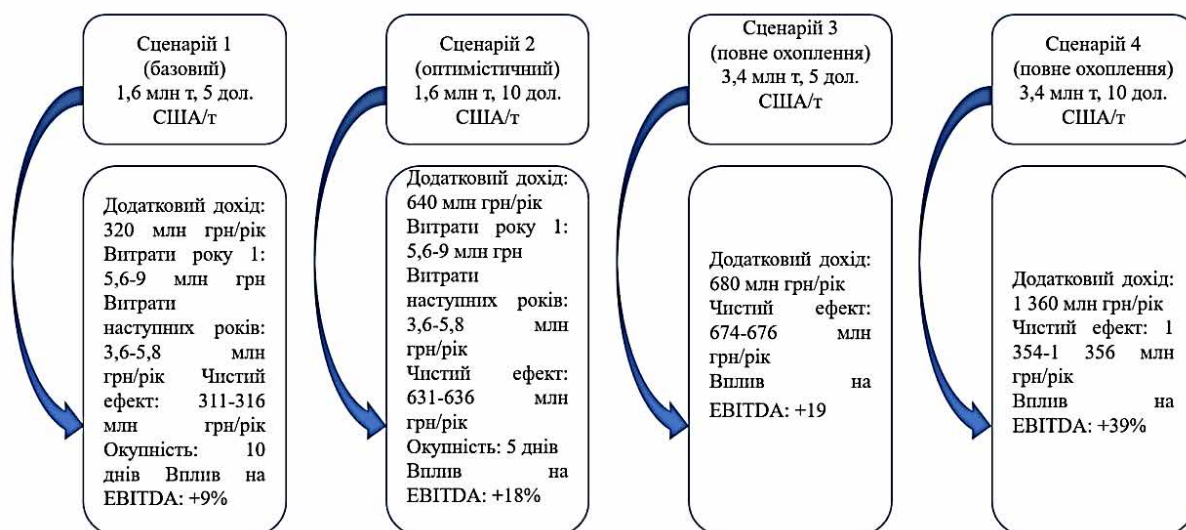 Сценарій 1
(базовий)
1,6 млн т, 5 дол.
США/т
Додатковий дохід:
320 млн грн/рік
Витрати року 1:
5,6-9 млн грн
Витрати
наступних років:
3,6-5,8 млн
грн/рік Чистий
ефект: 311-316
млн грн/рік
Окупність: 10
днів Вплив на
EBITDA: +9%
Сценарій 2
(оптимістичний)
1,6 млн т, 10 дол.
США/т
Додатковий дохід:
640 млн грн/рік
Витрати року 1:
5,6-9 млн грн
Витрати
наступних років:
3,6-5,8 млн
грн/рік
Чистий ефект:
631-636 млн
грн/рік
Окупність: 5 днів
Вплив на
EBITDA: +18%
Сценарій 3
(повне охоплення)
3,4 млн т, 5 дол.
США/т
Додатковий дохід:
680 млн грн/рік
Чистий ефект:
674-676 млн
грн/рік
Вплив на
EBITDA: +19
Сценарій 4
(повне охоплення)
3,4 млн т, 10 дол.
США/т
Додатковий дохід:
1 360 млн грн/рік
Чистий ефект: 1
354-1 356 млн
грн/рік
Вплив на
EBITDA: +39%